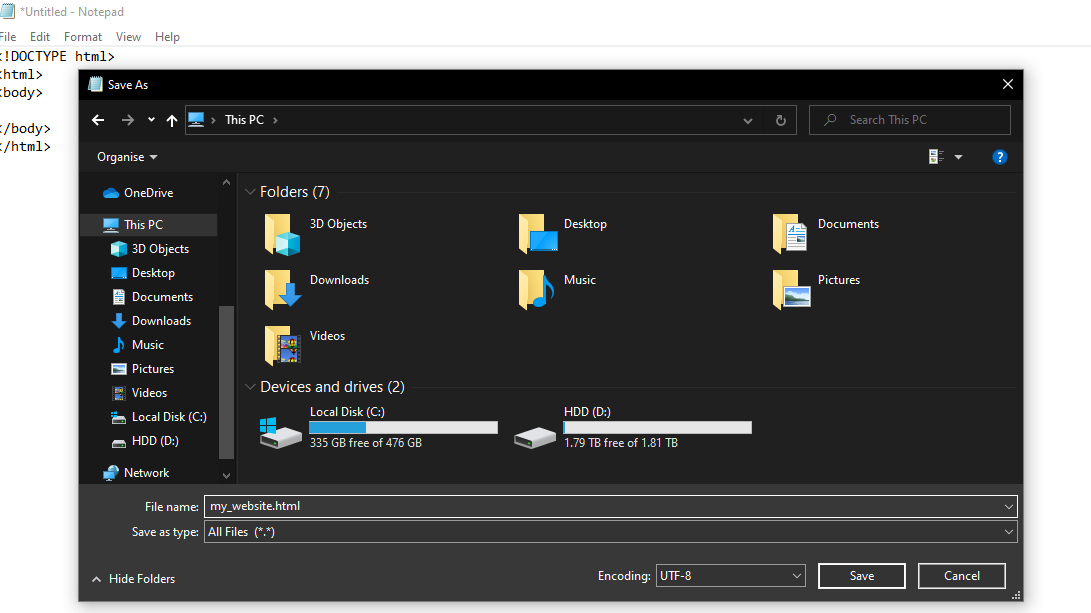 *Untitled - Notepad
File Edit Format View Help
<!DOCTYPE html>
<html>
<body>
</body>
</html>
Save As
This PC
Search This PC
Organise
OneDrive
This PC
3D Objects
Desktop
Documents
Downloads
Music
Pictures
Videos
Local Disk (C:)
HDD (D:)
Network
Folders (7)
3D Objects
Desktop
Documents
Downloads
Music
Pictures
Videos
Devices and drives (2)
Local Disk (C:)
335 GB free of 476 GB
HDD (D:)
1.79 TB free of 1.81 TB
File name: my_website.html
Save as type: All Files (*.*)
Hide Folders
Encoding: UTF-8
Save
Cancel